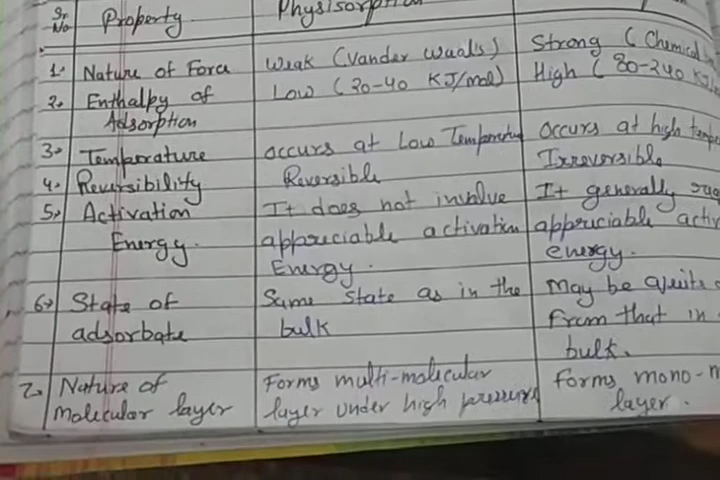 Sr. No Property Physisorption
1. Nature of Force Weak (Vander Waals) Strong (Chemical
2. Enthalpy of Adsorption Low (20-40 KJ/mol) High (80-240 KJ/
3. Temperature occurs at Low Temperature occurs at high
4. Reversibility Reversible Irreversible
5. Activation Energy. It does not involve appreciable activation Energy. It generally appreciable energy.
6. State of adsorbate Same state as in the bulk May be quite from that in bulk.
7. Nature of Molecular layer Forms multi-molecular layer under high pressure Forms mono-m layer.